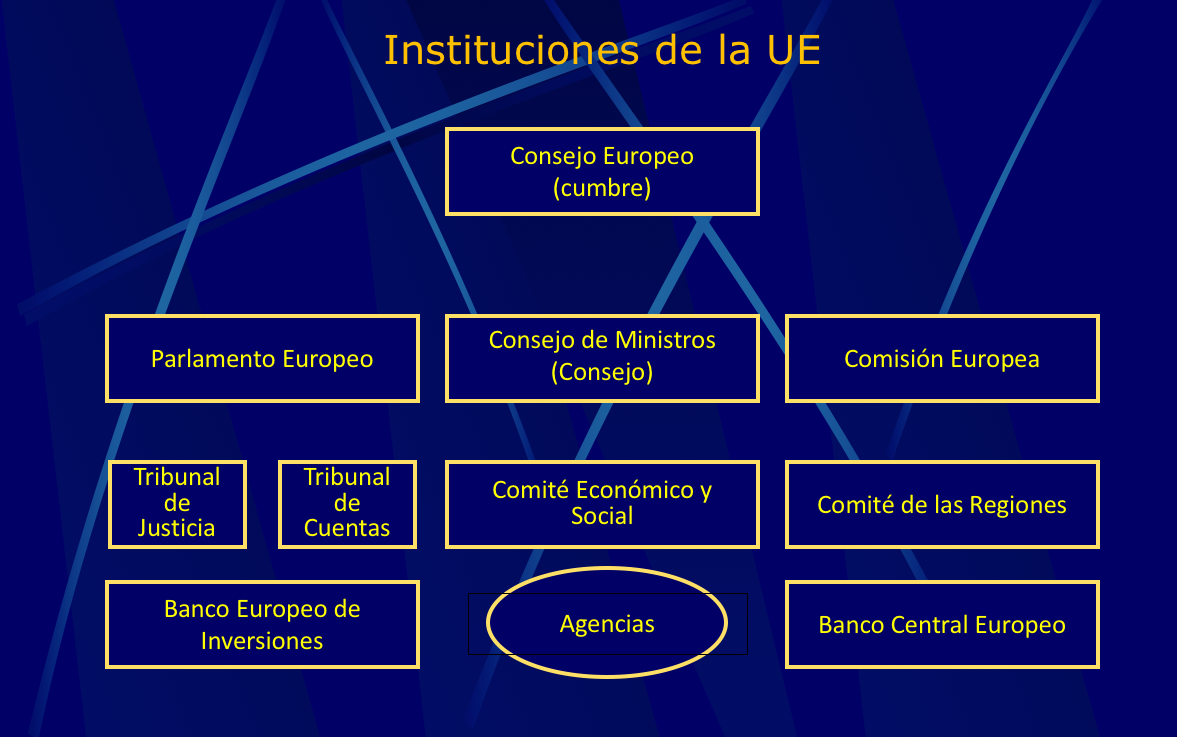 Instituciones de la UE
Consejo Europeo
(cumbre)
Parlamento Europeo
Consejo de Ministros
(Consejo)
Comisión Europea
Tribunal
de
Justicia
Tribunal
de
Cuentas
Comité Económico y
Social
Comité de las Regiones
Banco Europeo de
Inversiones
Agencias
Banco Central Europeo